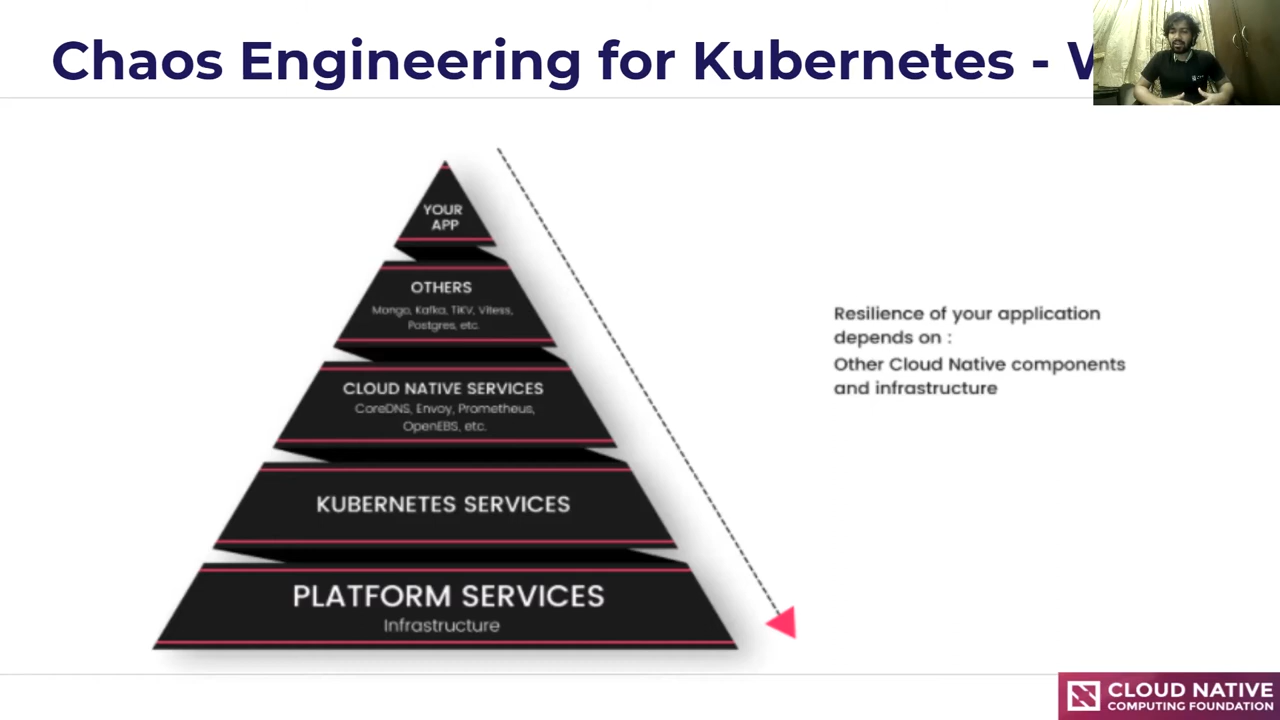 Chaos Engineering for Kubernetes -
YOUR
APP
OTHERS
Mongo, Kafka, TiKV, Vitess,
Postgres, etc.
CLOUD NATIVE SERVICES
CoreDNS, Envoy, Prometheus,
OpenEBS, etc.
KUBERNETES SERVICES
PLATFORM SERVICES
Infrastructure
Resilience of your application
depends on :
Other Cloud Native components
and infrastructure
CLOUD NATIVE
COMPUTING FOUNDATION